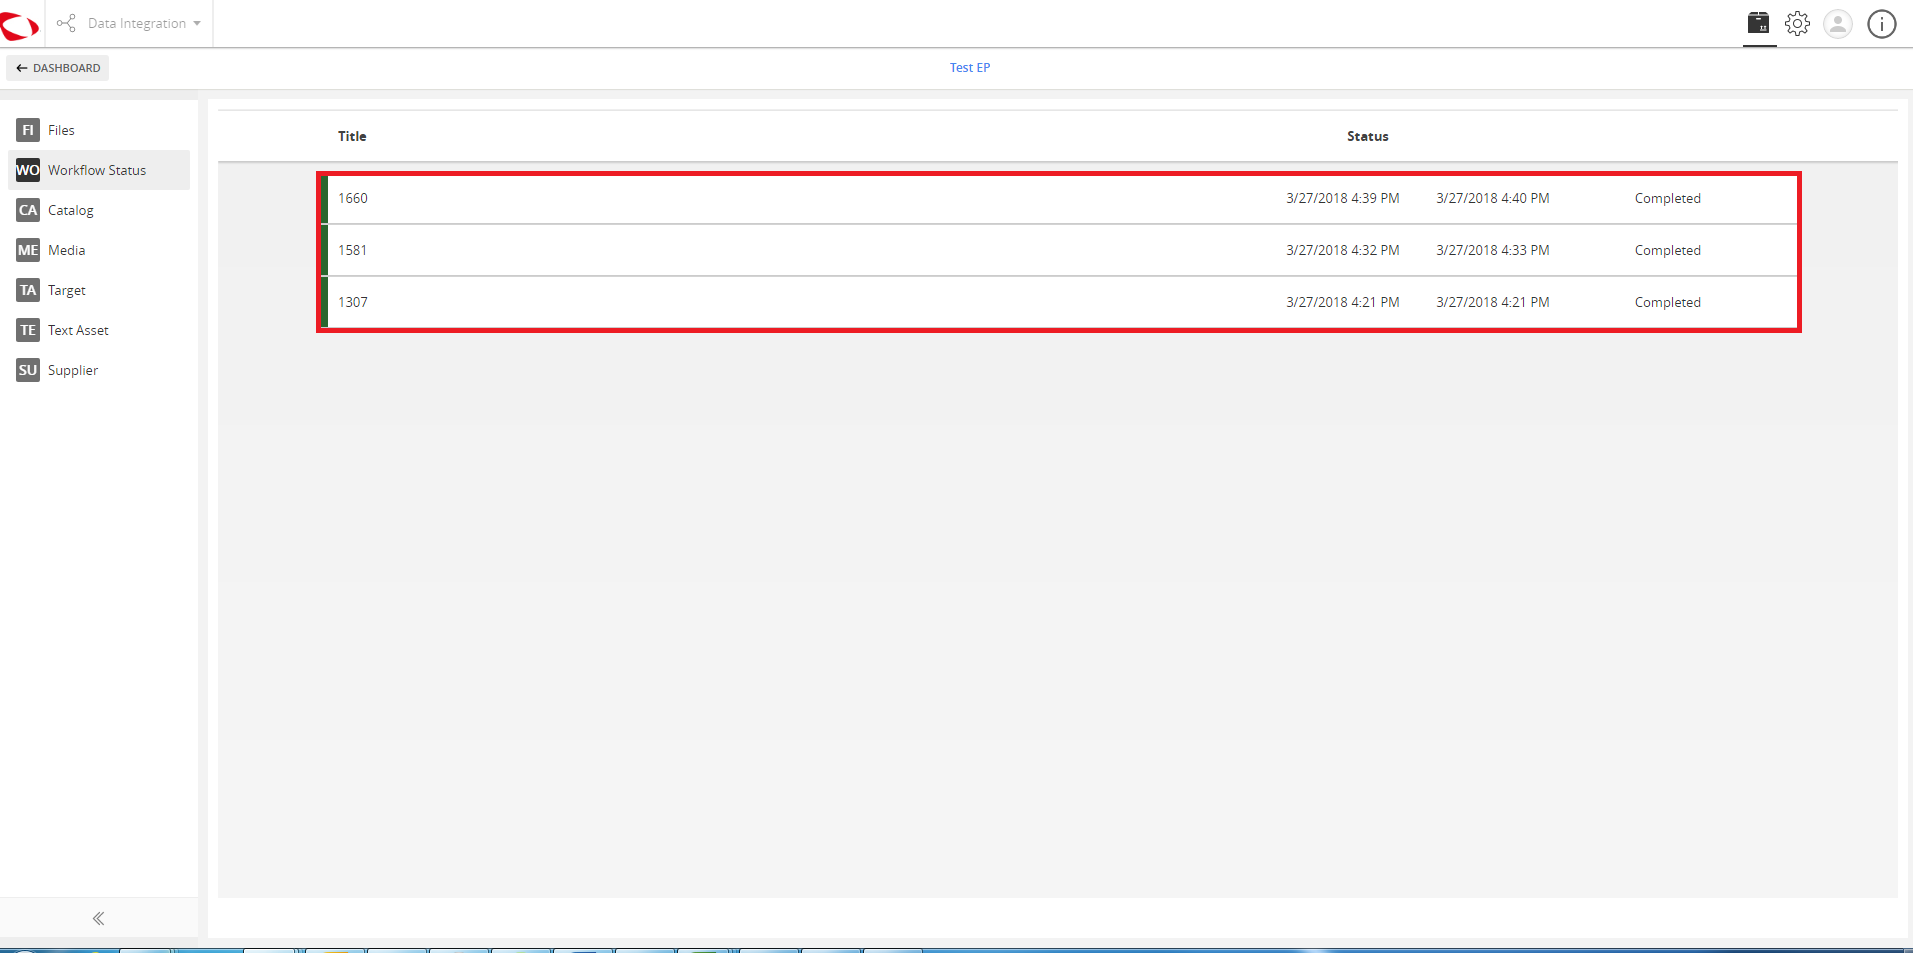 Data Integration
DASHBOARD
Test EP
FI Files
WO Workflow Status
CA Catalog
ME Media
TA Target
TE Text Asset
SU Supplier
Title Status
1660 3/27/2018 4:39 PM 3/27/2018 4:40 PM Completed
1581 3/27/2018 4:32 PM 3/27/2018 4:33 PM Completed
1307 3/27/2018 4:21 PM 3/27/2018 4:21 PM Completed